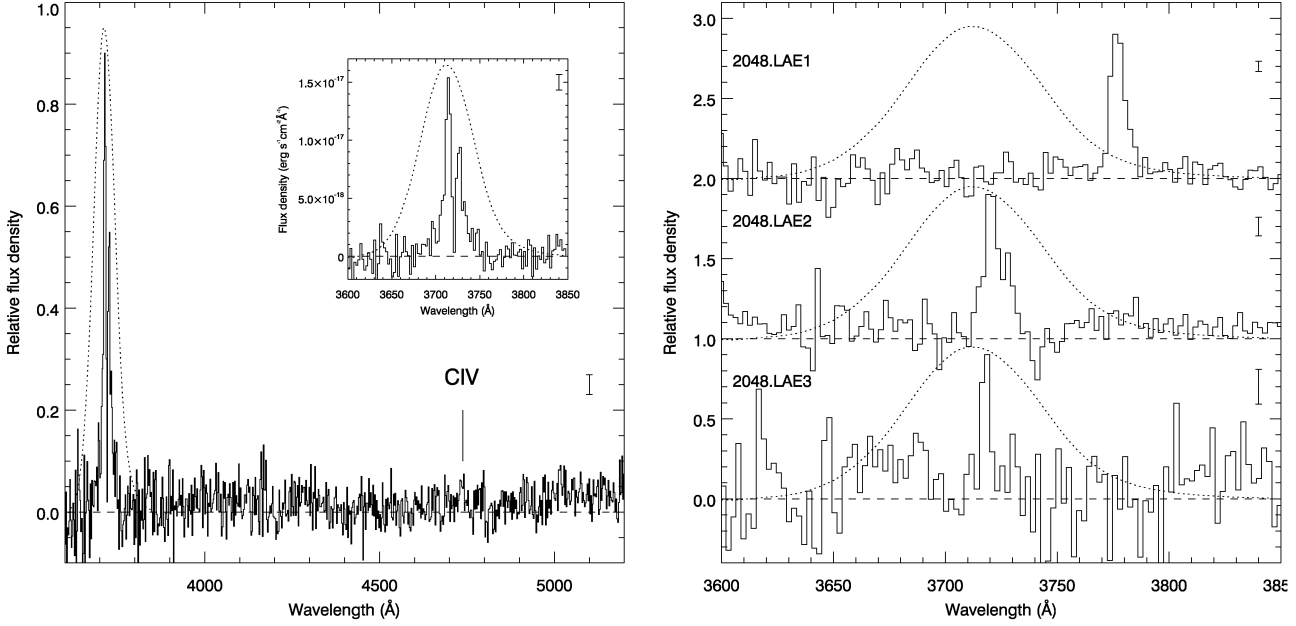 1.0
0.8
0.6
0.4
0.2
0.0
Relative flux density
4000 4500 5000
Wavelength (Å)
CIV
1.5×10⁻¹⁷
1.0×10⁻¹⁷
5.0×10⁻¹⁸
0
Flux density (erg s⁻¹ cm⁻² Å⁻¹)
3600 3650 3700 3750 3800 3850
Wavelength (Å)
3.0
2.5
2.0
1.5
1.0
0.5
0.0
Relative flux density
2048.LAE1
2048.LAE2
2048.LAE3
3600 3650 3700 3750 3800 385
Wavelength (Å)